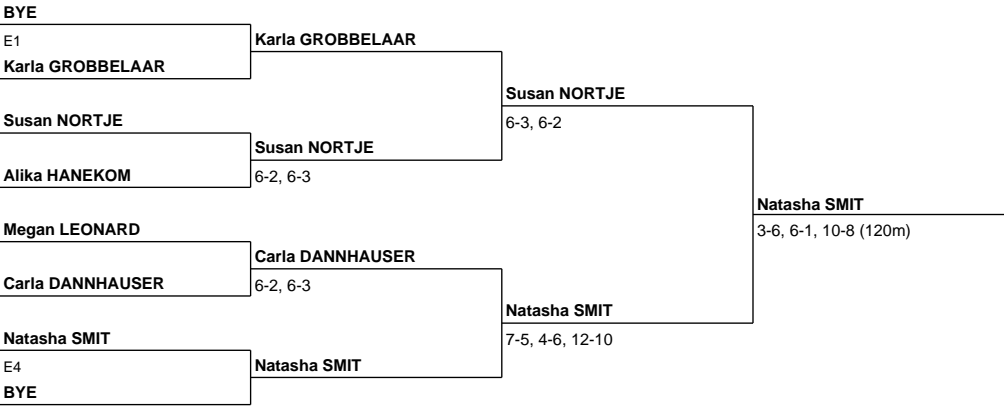 BYE
E1
Karla GROBBELAAR
Karla GROBBELAAR
Susan NORTJE
6-3, 6-2
Susan NORTJE
Susan NORTJE
6-2, 6-3
Alika HANEKOM
Natasha SMIT
3-6, 6-1, 10-8 (120m)
Megan LEONARD
Carla DANNHAUSER
6-2, 6-3
Carla DANNHAUSER
Natasha SMIT
7-5, 4-6, 12-10
Natasha SMIT
E4
Natasha SMIT
BYE